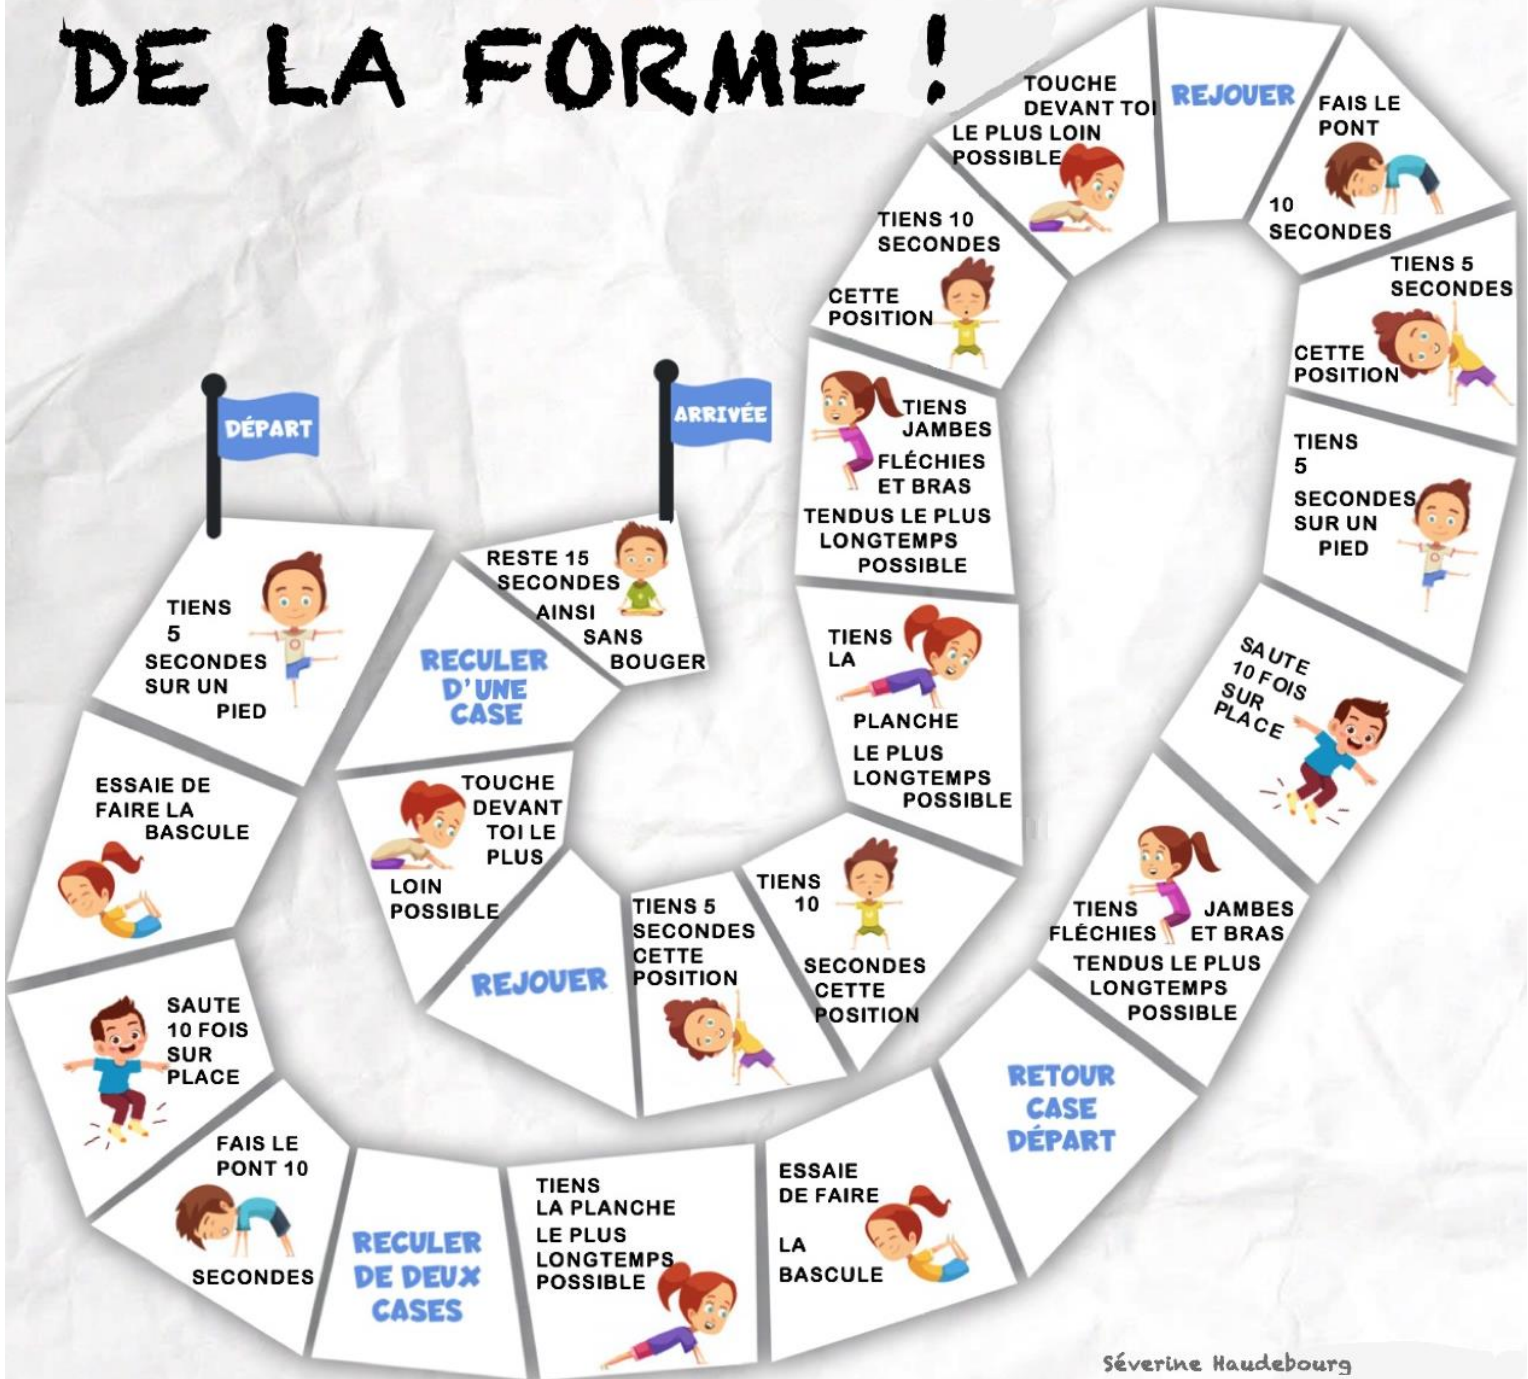 DE LA FORME !
DÉPART
TIENS
5
SECONDES
SUR UN
PIED
ESSAIE DE
FAIRE LA
BASCULE
SAUTE
10 FOIS
SUR
PLACE
FAIS LE
PONT 10
SECONDES
RECULER
DE DEUX
CASES
TIENS
LA PLANCHE
LE PLUS
LONGTEMPS
POSSIBLE
ESSAIE
DE FAIRE
LA
BASCULE
RETOUR
CASE
DÉPART
TIENS JAMBES
FLÉCHIES ET BRAS
TENDUS LE PLUS
LONGTEMPS
POSSIBLE
SAUTE
10 FOIS
SUR
PLACE
TIENS
5
SECONDES
SUR UN
PIED
TIENS 5
SECONDES
CETTE
POSITION
FAIS LE
PONT
10
SECONDES
REJOUER
TOUCHE
DEVANT TOI
LE PLUS LOIN
POSSIBLE
TIENS 10
SECONDES
CETTE
POSITION
TIENS
JAMBES
FLÉCHIES
ET BRAS
TENDUS LE PLUS
LONGTEMPS
POSSIBLE
TIENS
LA
PLANCHE
LE PLUS
LONGTEMPS
POSSIBLE
TIENS
10
SECONDES
CETTE
POSITION
TIENS 5
SECONDES
CETTE
POSITION
REJOUER
TOUCHE
DEVANT
TOI LE
PLUS
LOIN
POSSIBLE
RECULER
D'UNE
CASE
RESTE 15
SECONDES
AINSI
SANS
BOUGER
ARRIVÉE
Séverine Haudebourg